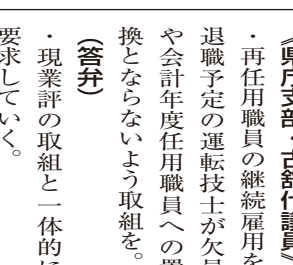 《県庁支部・古舘代議員》
・再任用職員の継続雇用を
退職予定の運転技士が欠員
や会計年度任用職員への置
換とならないよう取組を。
（答弁）
・現業評の取組と一体的に
要求していく。